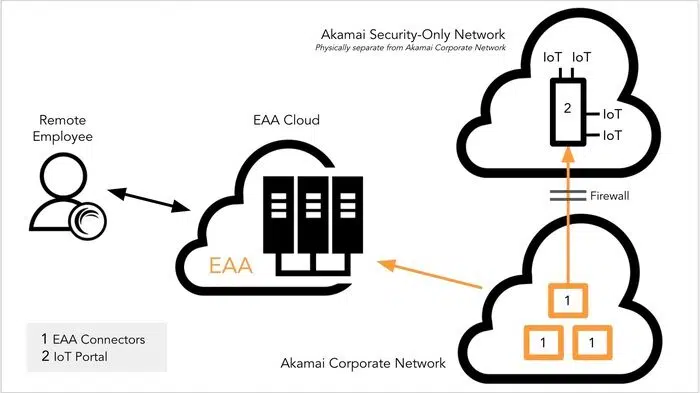 Akamai Security-Only Network
Physically separate from Akamai Corporate Network
IoT IoT
2
IoT
IoT
Remote
Employee
EAA Cloud
EAA
Firewall
1
1 1
Akamai Corporate Network
1 EAA Connectors
2 IoT Portal